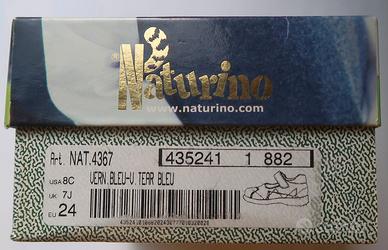 Naturino
www.naturino.com
Art. NAT.4367
435241 1 882
USA 8C
VERN.BLEU-V.TEAR BLEU
UK 7J
EU 24